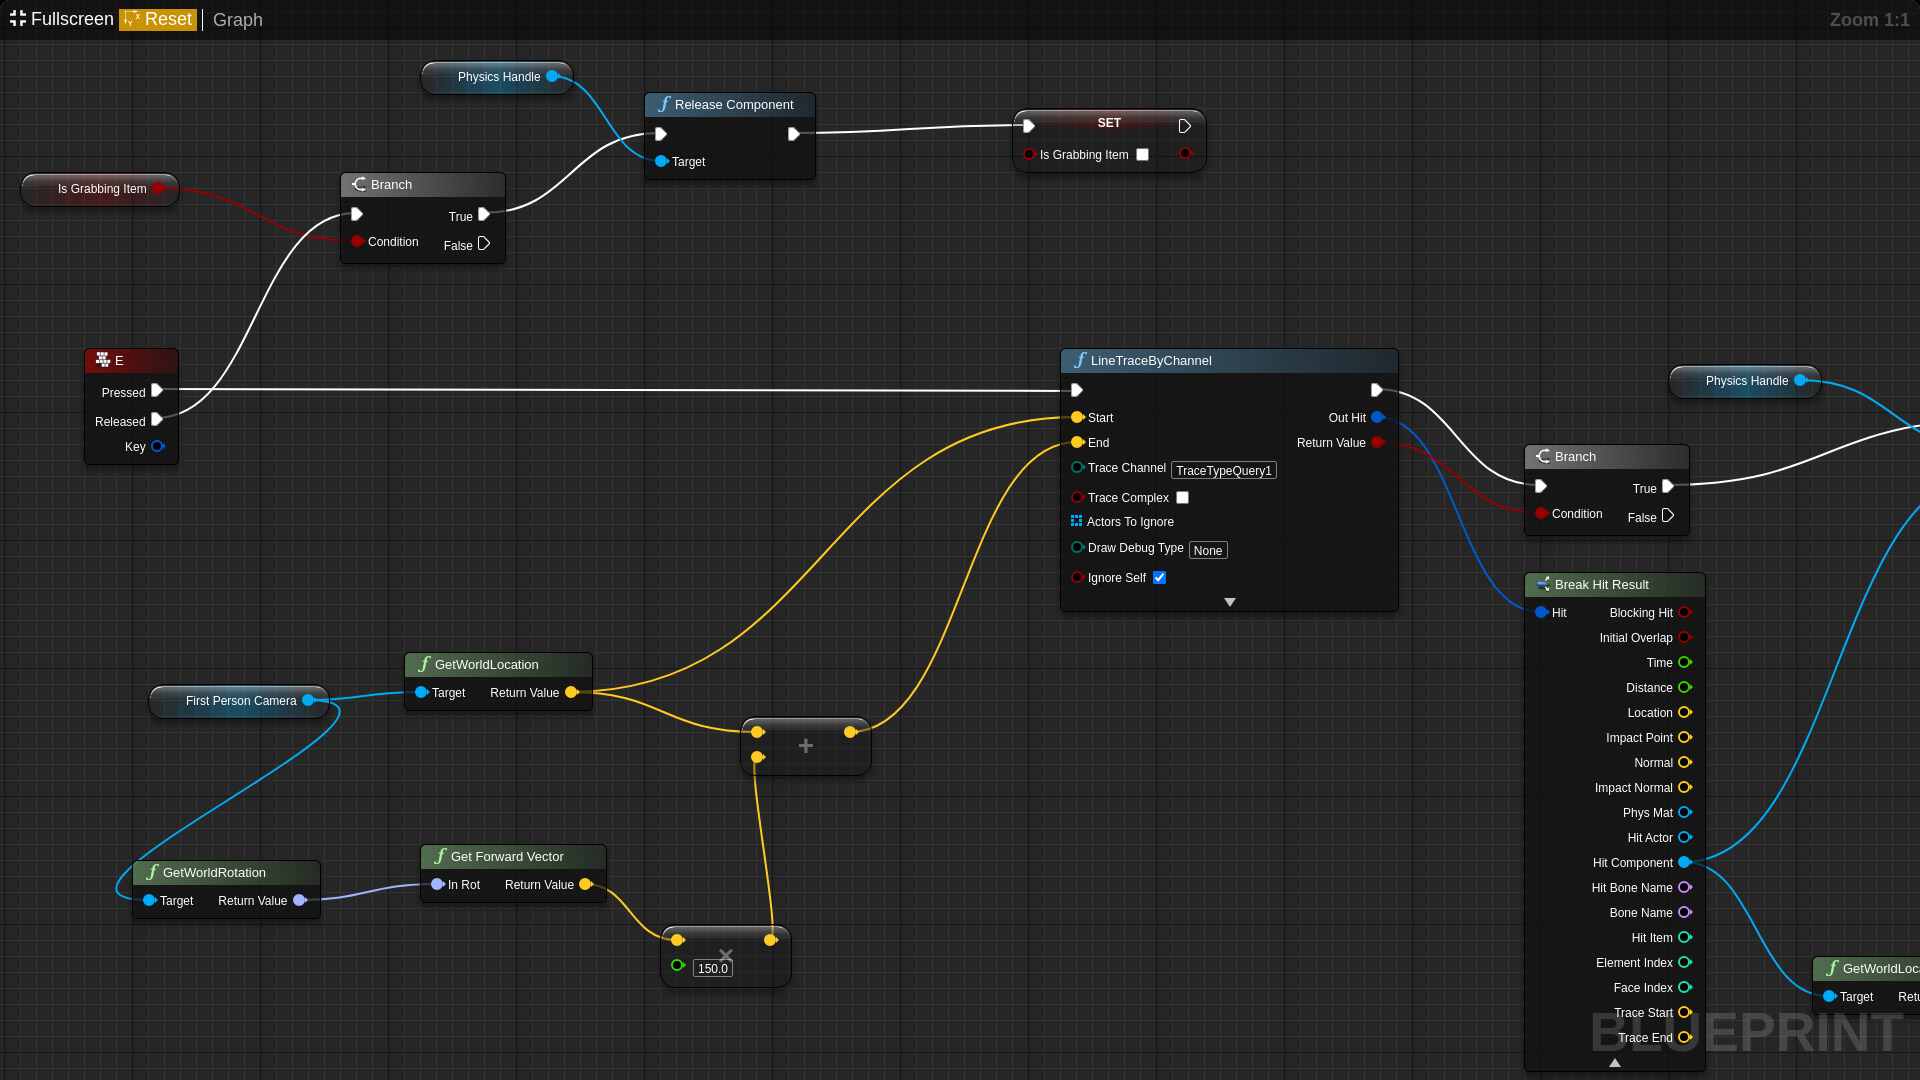 Fullscreen Reset Graph Zoom 1:1
Physics Handle
Release Component
Target
SET
Is Grabbing Item
Is Grabbing Item
Branch
True
Condition
False
E
Pressed
Released
Key
LineTraceByChannel
Start
Out Hit
End
Return Value
Trace Channel TraceTypeQuery1
Trace Complex
Actors To Ignore
Draw Debug Type None
Ignore Self
Physics Handle
Branch
True
Condition
False
Break Hit Result
Hit
Blocking Hit
Initial Overlap
Time
Distance
Location
Impact Point
Normal
Impact Normal
Phys Mat
Hit Actor
Hit Component
Hit Bone Name
Bone Name
Hit Item
Element Index
Face Index
Trace Start
Trace End
First Person Camera
GetWorldLocation
Target Return Value
+
GetWorldRotation
Target Return Value
Get Forward Vector
In Rot Return Value
×
150.0
GetWorldLoca
Target Retu
BLUEPRINT